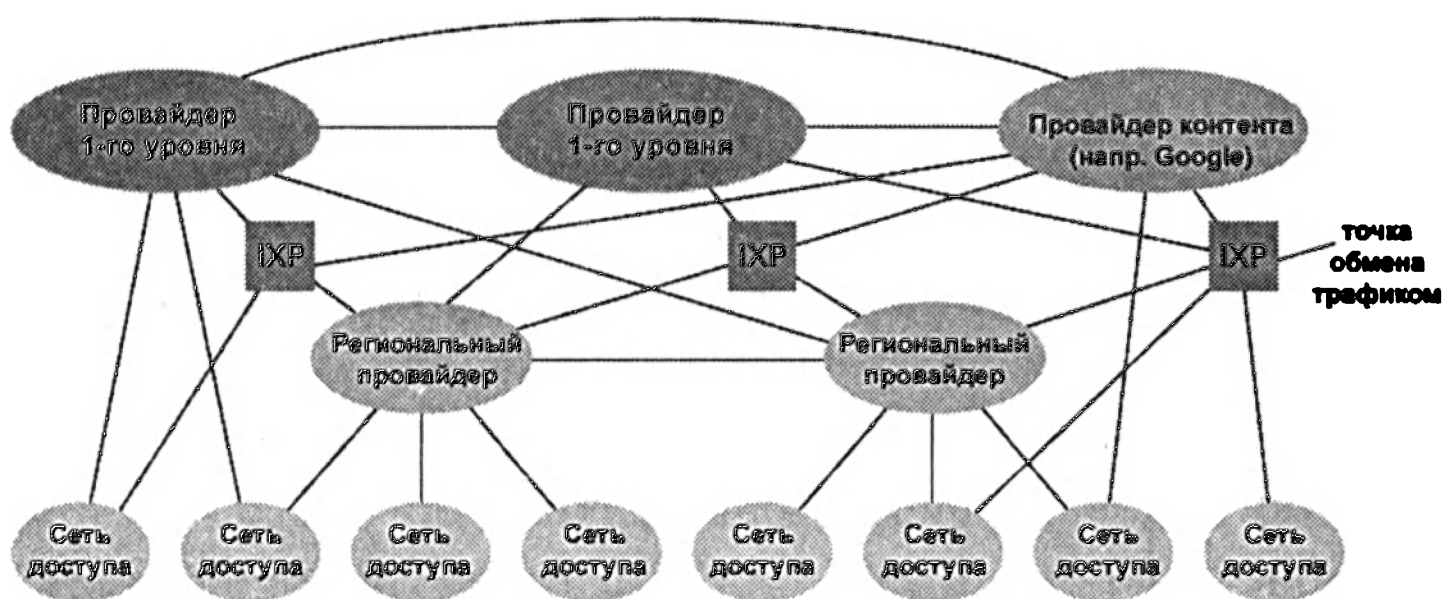 Провайдер
1-го уровня
Провайдер
1-го уровня
Провайдер контента
(напр. Google)
IXP
IXP
IXP
точка
обмена
трафиком
Региональный
провайдер
Региональный
провайдер
Сеть
доступа
Сеть
доступа
Сеть
доступа
Сеть
доступа
Сеть
доступа
Сеть
доступа
Сеть
доступа
Сеть
доступа